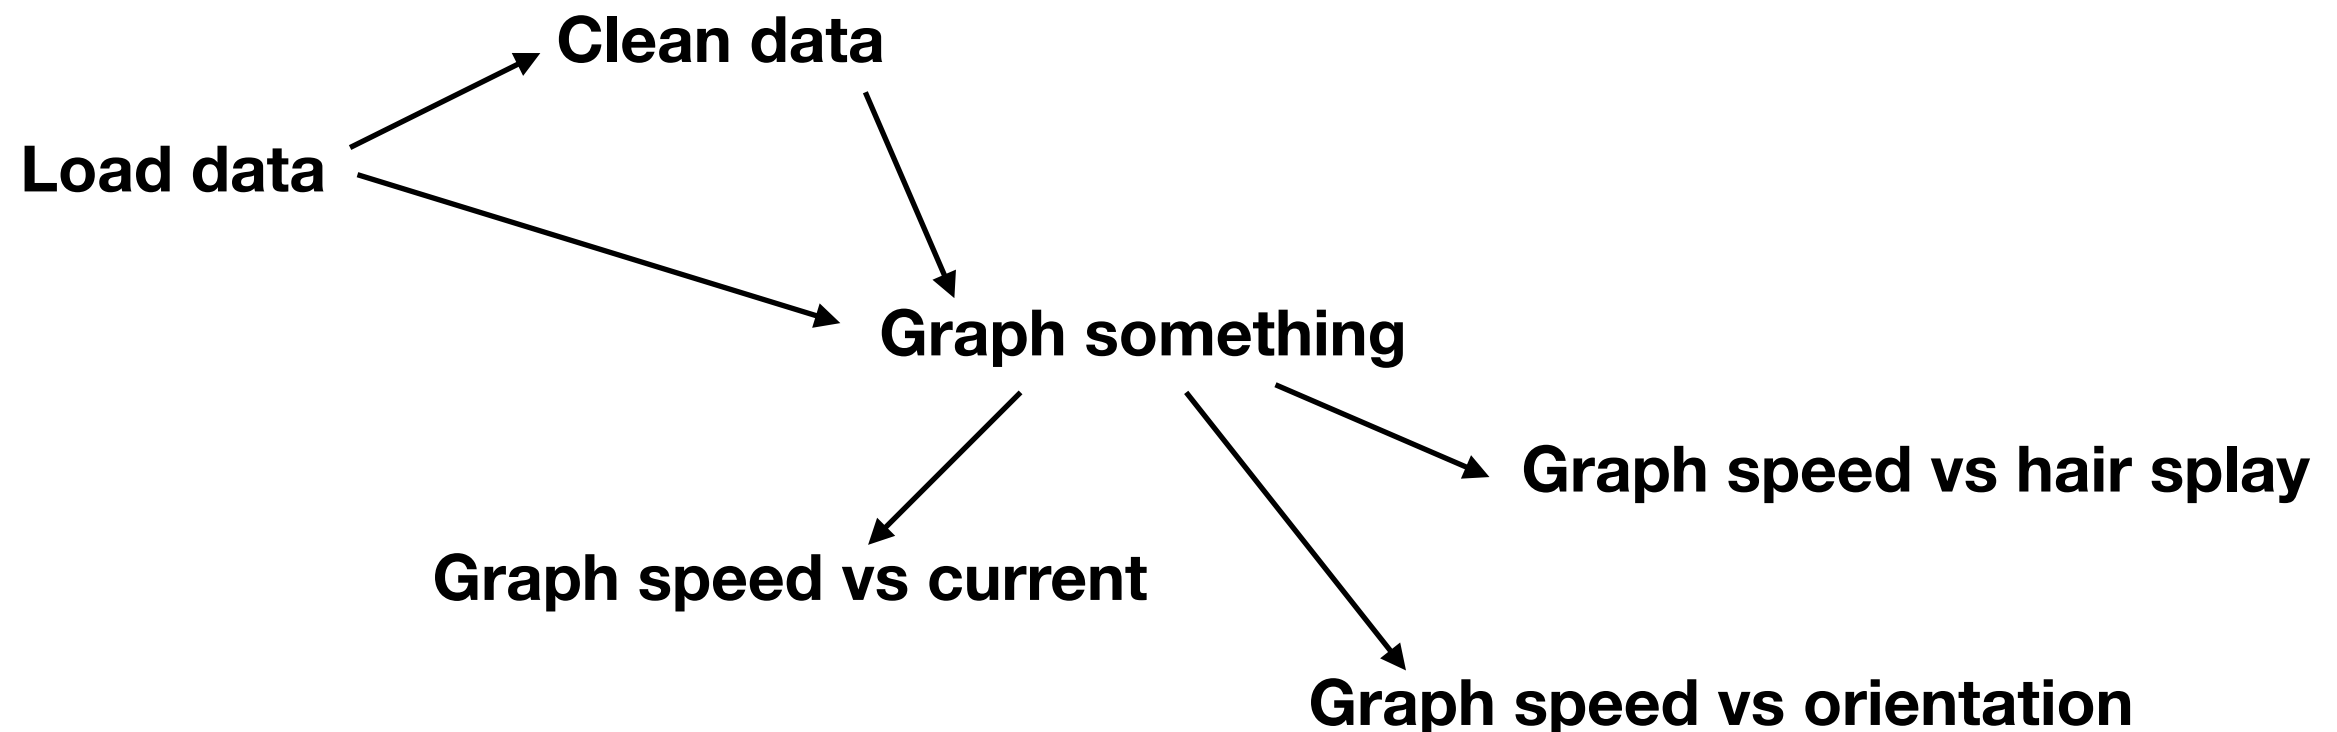 Clean data
Load data
Graph something
Graph speed vs hair splay
Graph speed vs current
Graph speed vs orientation